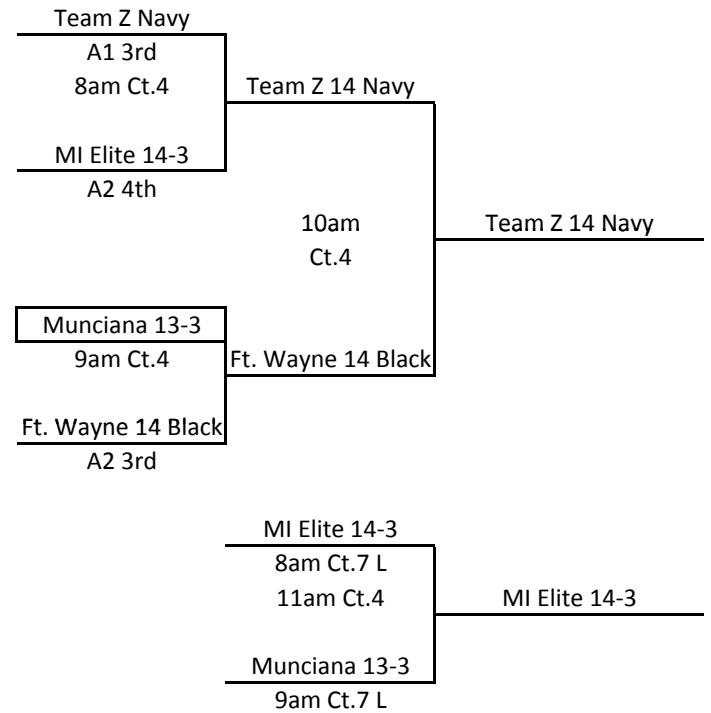 Team Z Navy
A1 3rd
8am Ct.4
Team Z 14 Navy
MI Elite 14-3
A2 4th
10am
Ct.4
Team Z 14 Navy
Munciana 13-3
9am Ct.4
Ft. Wayne 14 Black
Ft. Wayne 14 Black
A2 3rd
MI Elite 14-3
8am Ct.7 L
11am Ct.4
MI Elite 14-3
Munciana 13-3
9am Ct.7 L